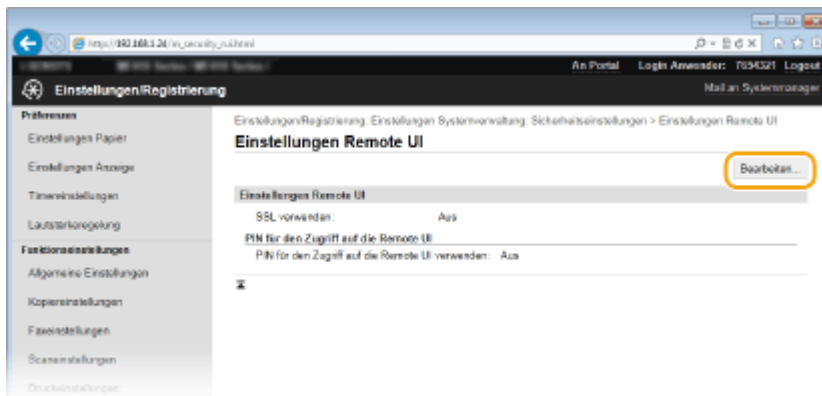 http://192.168.1.24/m_security_rui.html
An Portal Login Anwender: 7654321 Logout
Einstellungen/Registrierung
Mail an Systemmanager
Präferenzen
Einstellungen Papier
Einstellungen Anzeige
Timereinstellungen
Lautstärkeregelung
Funktionseinstellungen
Allgemeine Einstellungen
Kopiereinstellungen
Faxeinstellungen
Scaneinstellungen
Druckeinstellungen
Einstellungen/Registrierung: Einstellungen Systemverwaltung: Sicherheitseinstellungen > Einstellungen Remote UI
Einstellungen Remote UI
Bearbeiten...
Einstellungen Remote UI
SSL verwenden: Aus
PIN für den Zugriff auf die Remote UI
PIN für den Zugriff auf die Remote UI verwenden: Aus